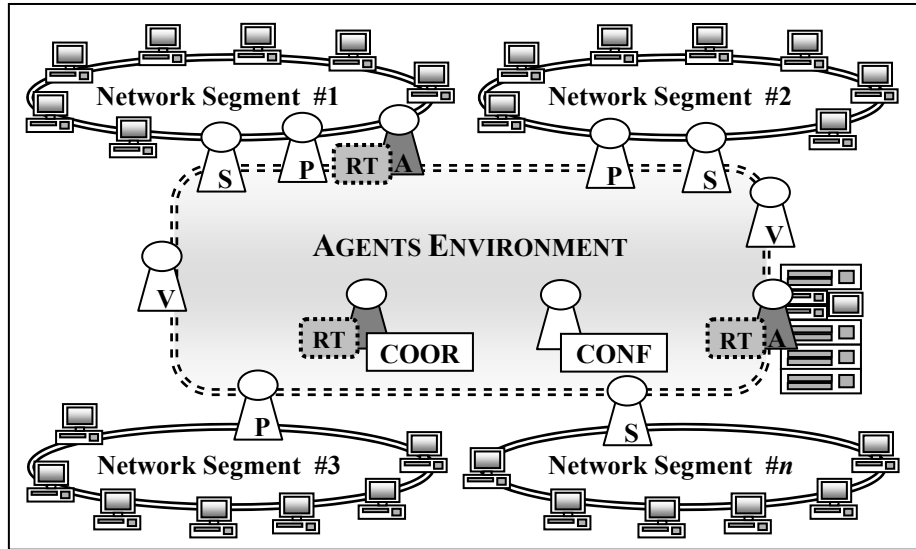 Network Segment #1
Network Segment #2
S
P
RT
A
P
S
V
AGENTS ENVIRONMENT
V
RT
COOR
CONF
RT
A
P
S
Network Segment #3
Network Segment #n